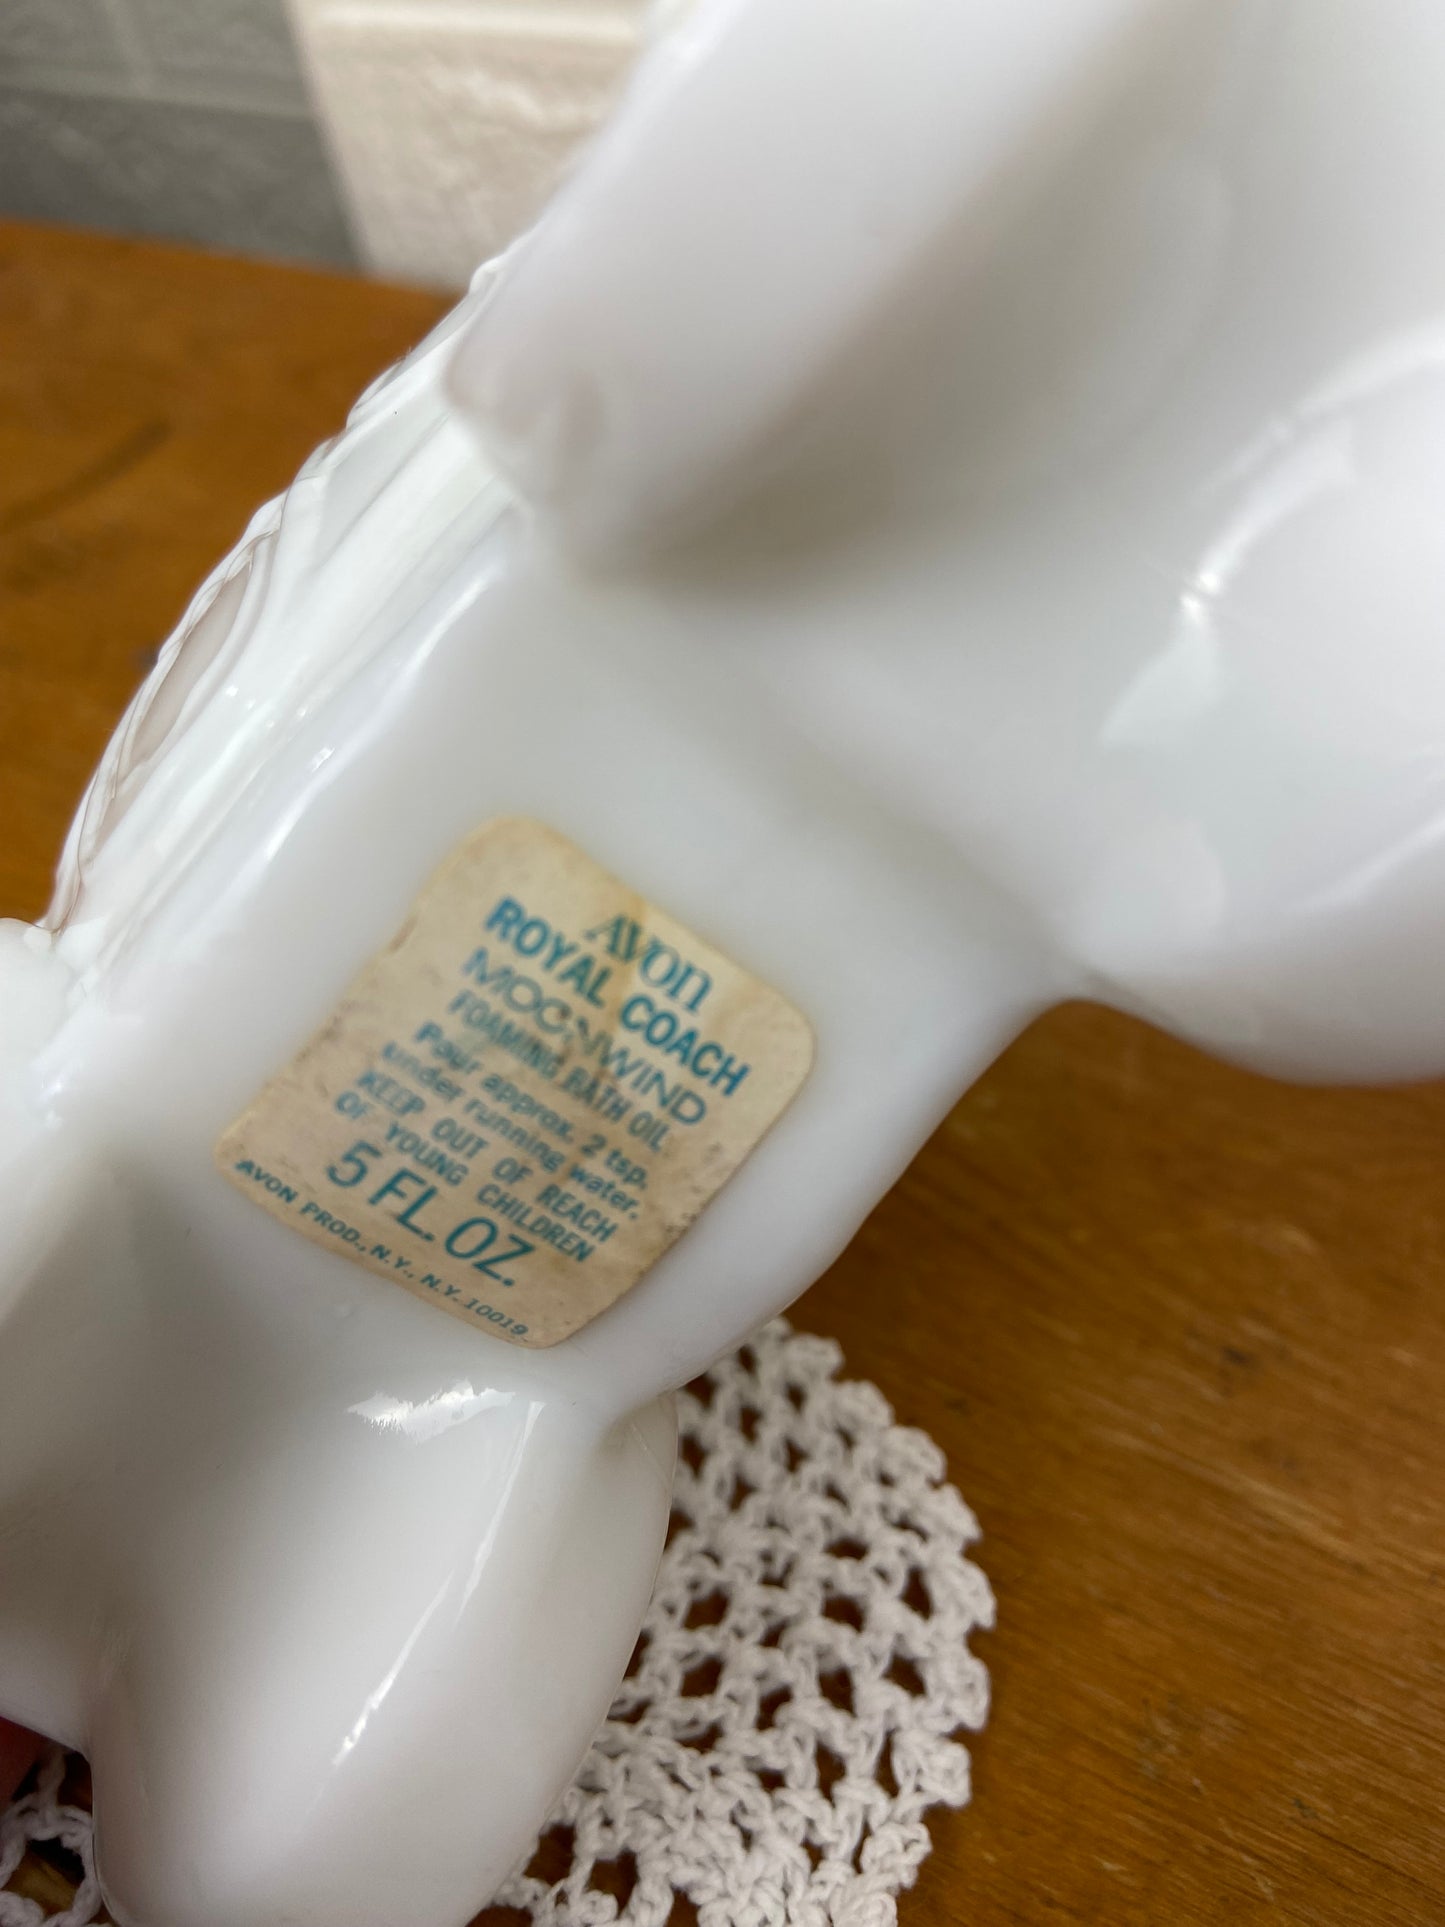 AVON
ROYAL COACH
MOONWIND
FOAMING BATH OIL
Pour approx. 2 tsp.
under running water.
KEEP OUT OF REACH
OF YOUNG CHILDREN
5 FL. OZ.
AVON PROD., N.Y., N.Y. 10019